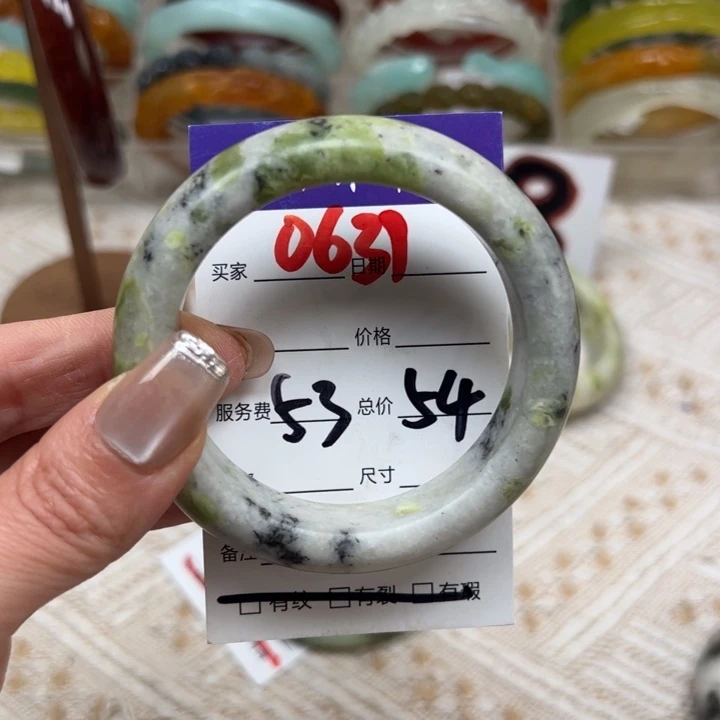 0631
买家 日期
价格
服务费 53 总价 54
尺寸
备注
□ 有纹 □ 有裂 □ 有瑕